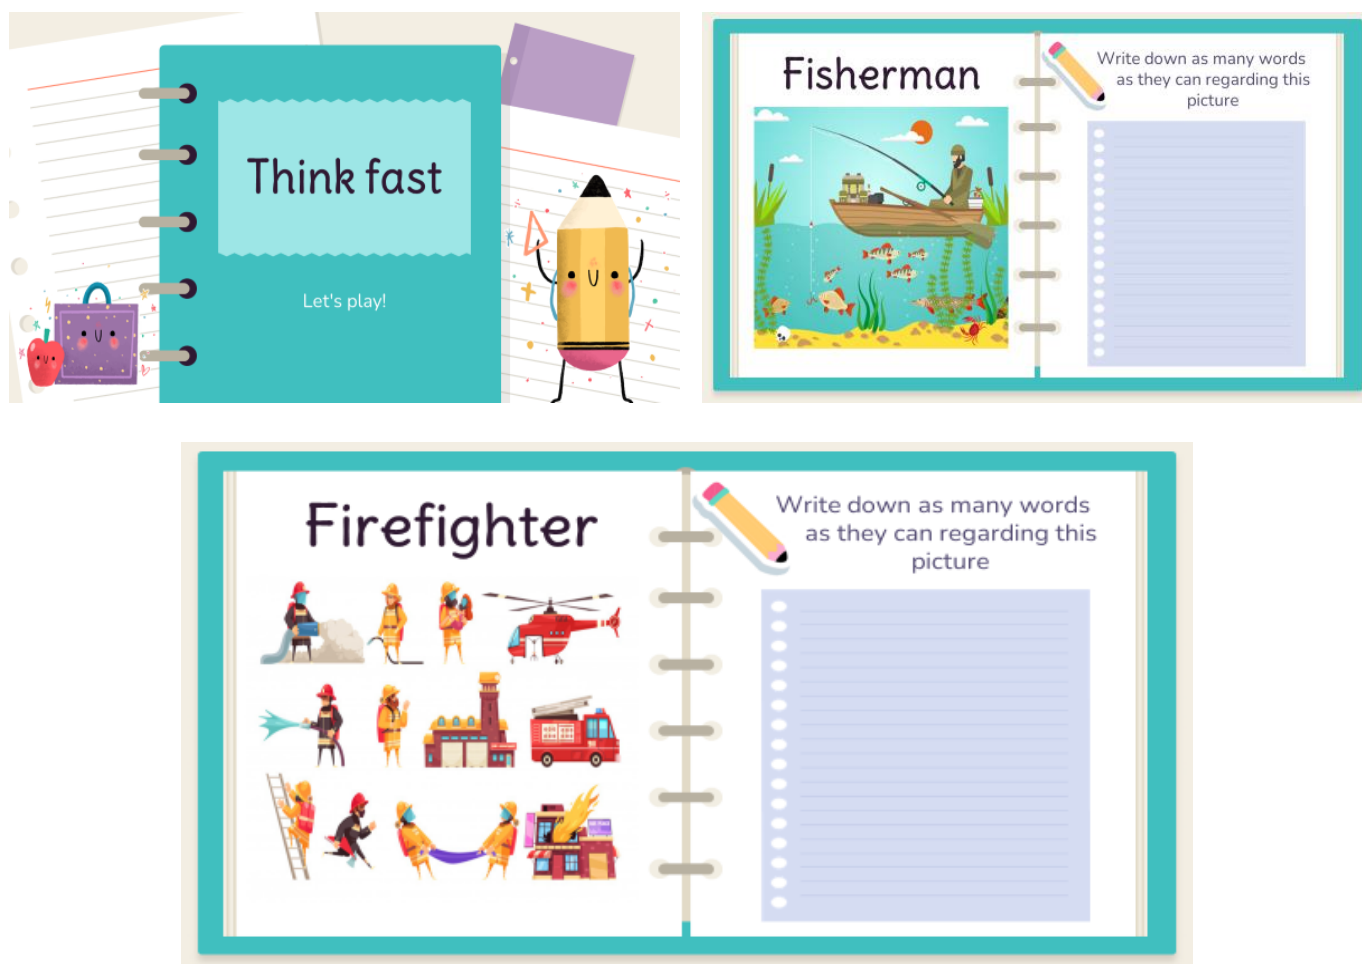 Think fast
Let's play!
Fisherman
Write down as many words
as they can regarding this
picture
Firefighter
Write down as many words
as they can regarding this
picture